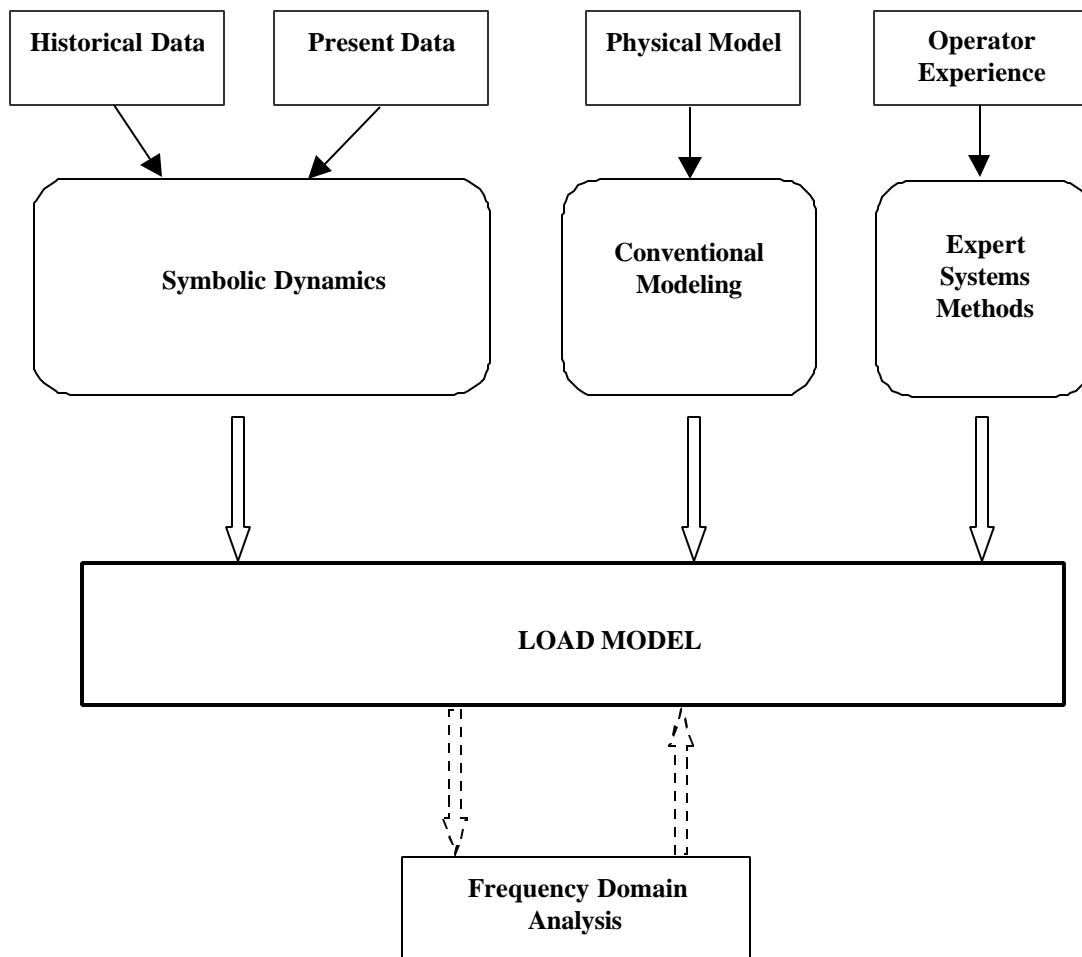 Historical Data
Present Data
Physical Model
Operator
Experience
Symbolic Dynamics
Conventional
Modeling
Expert
Systems
Methods
LOAD MODEL
Frequency Domain
Analysis